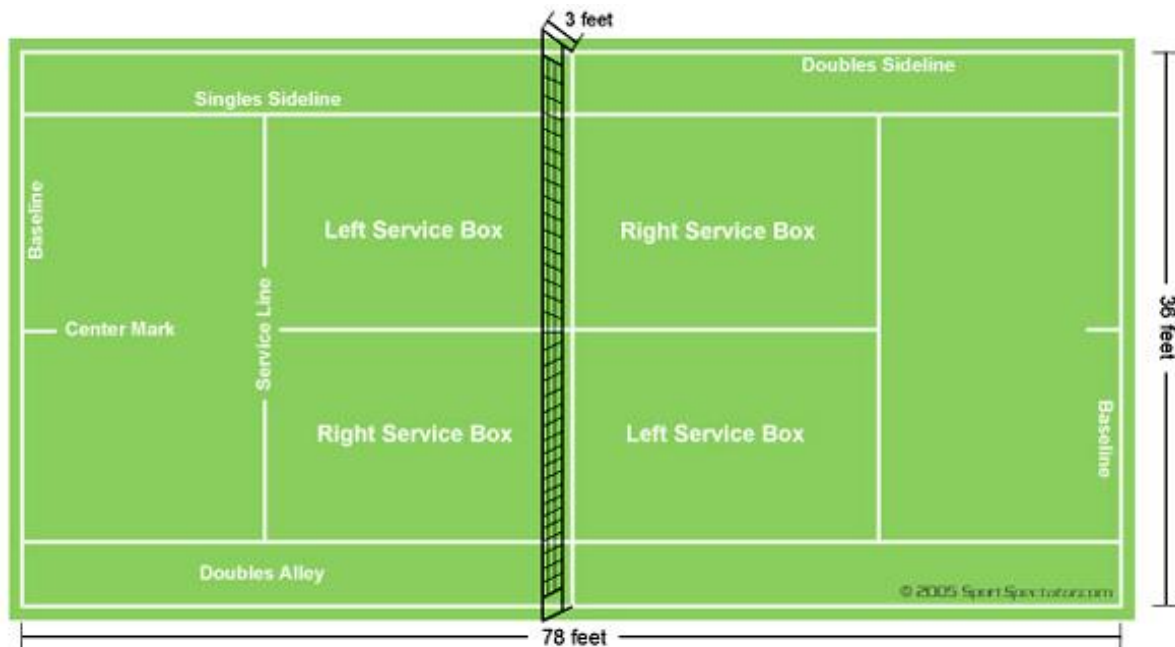 3 feet
Doubles Sideline
Singles Sideline
Baseline
Left Service Box
Right Service Box
Center Mark
Service Line
36 feet
Right Service Box
Left Service Box
Baseline
Doubles Alley
© 2005 SportSpectator.com
78 feet